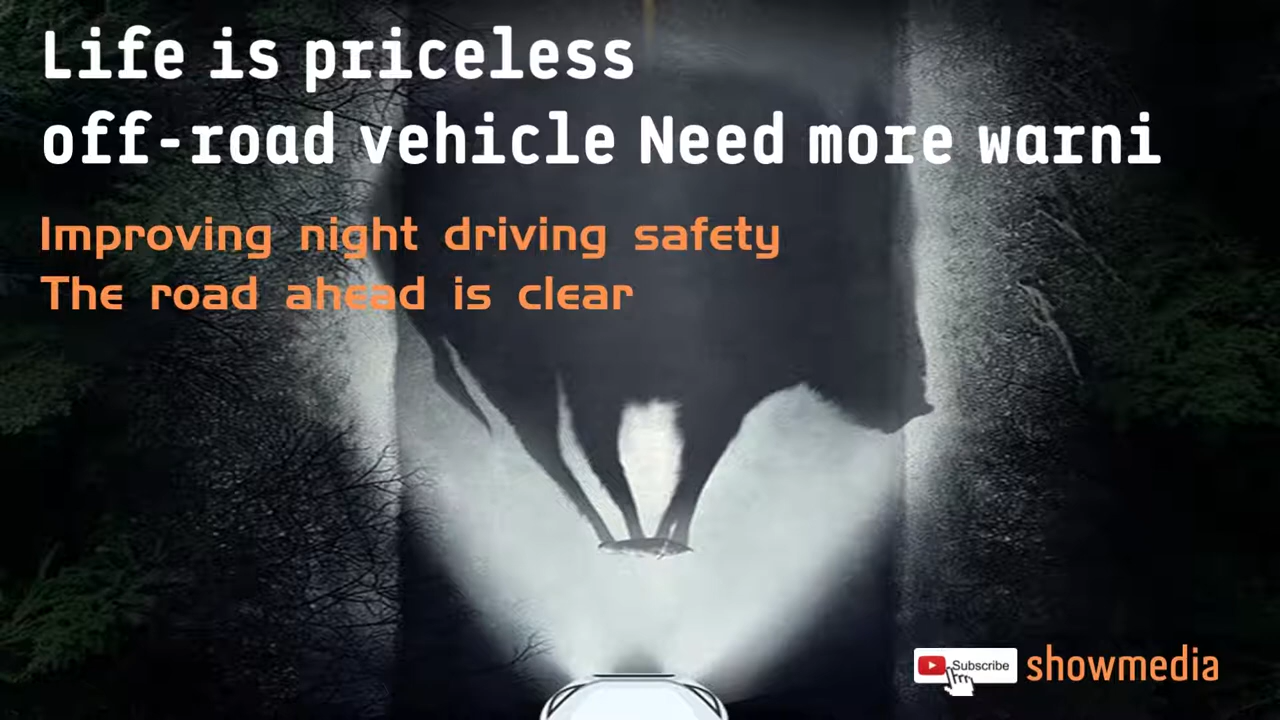 Life is priceless
off-road vehicle Need more warni
Improving night driving safety
The road ahead is clear
Subscribe
showmedia